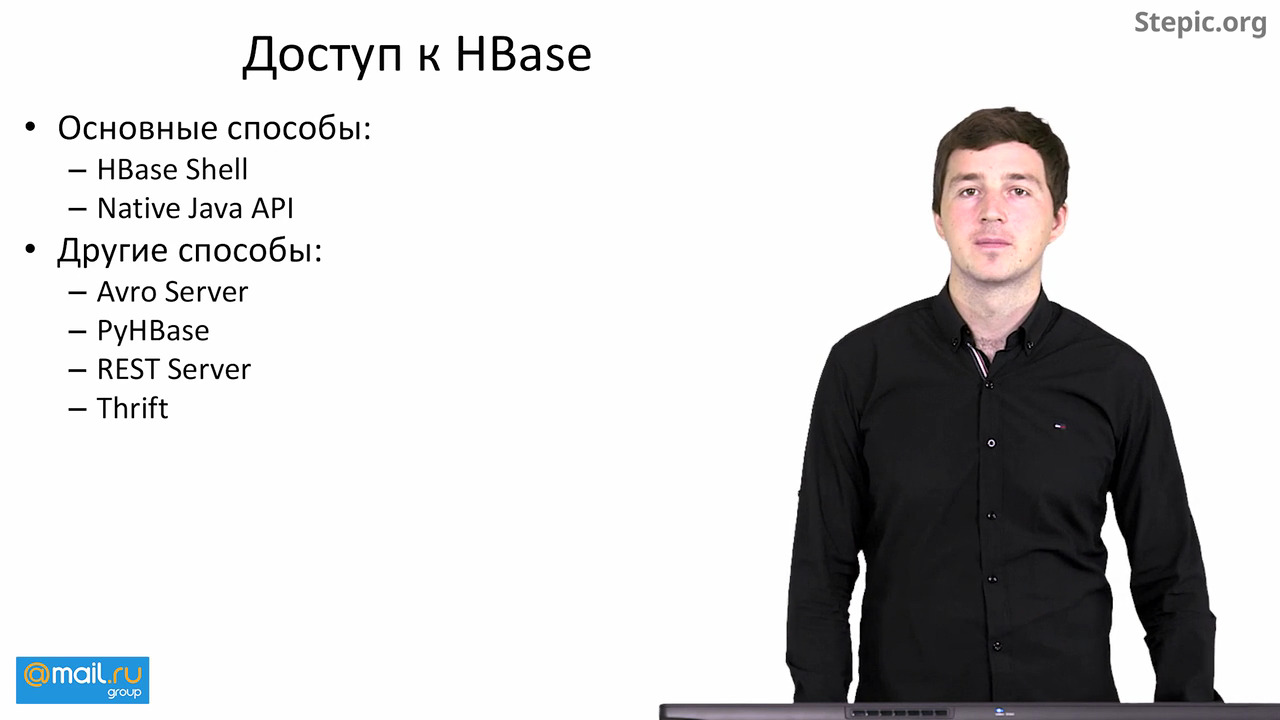 Stepic.org
Доступ к HBase
• Основные способы:
– HBase Shell
– Native Java API
• Другие способы:
– Avro Server
– PyHBase
– REST Server
– Thrift
@mail.ru
group